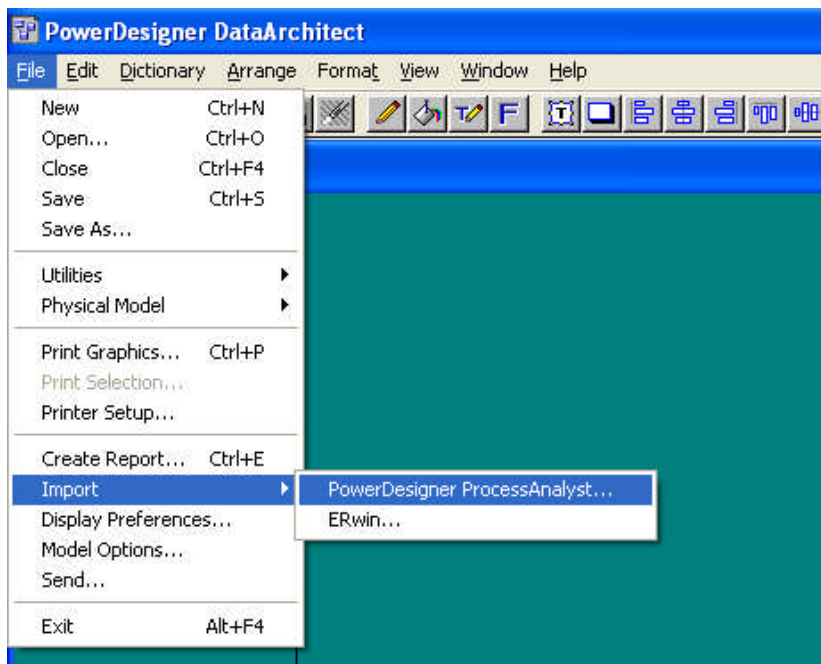 PowerDesigner DataArchitect
File Edit Dictionary Arrange Format View Window Help
New Ctrl+N
Open... Ctrl+O
Close Ctrl+F4
Save Ctrl+S
Save As...
Utilities
Physical Model
Print Graphics... Ctrl+P
Print Selection...
Printer Setup...
Create Report... Ctrl+E
Import
PowerDesigner ProcessAnalyst...
Display Preferences...
ERwin...
Model Options...
Send...
Exit Alt+F4